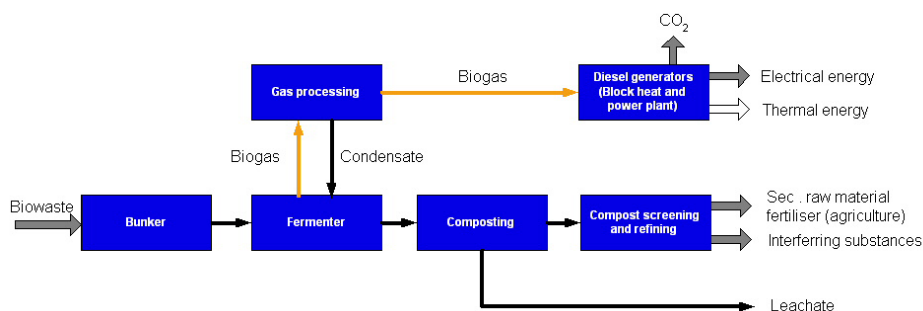 CO2
Biogas
Gas processing
Diesel generators
(Block heat and
power plant)
Electrical energy
Thermal energy
Biogas
Condensate
Biowaste
Bunker
Fermenter
Composting
Compost screening
and refining
Sec . raw material
fertiliser (agriculture)
Interferring substances
Leachate